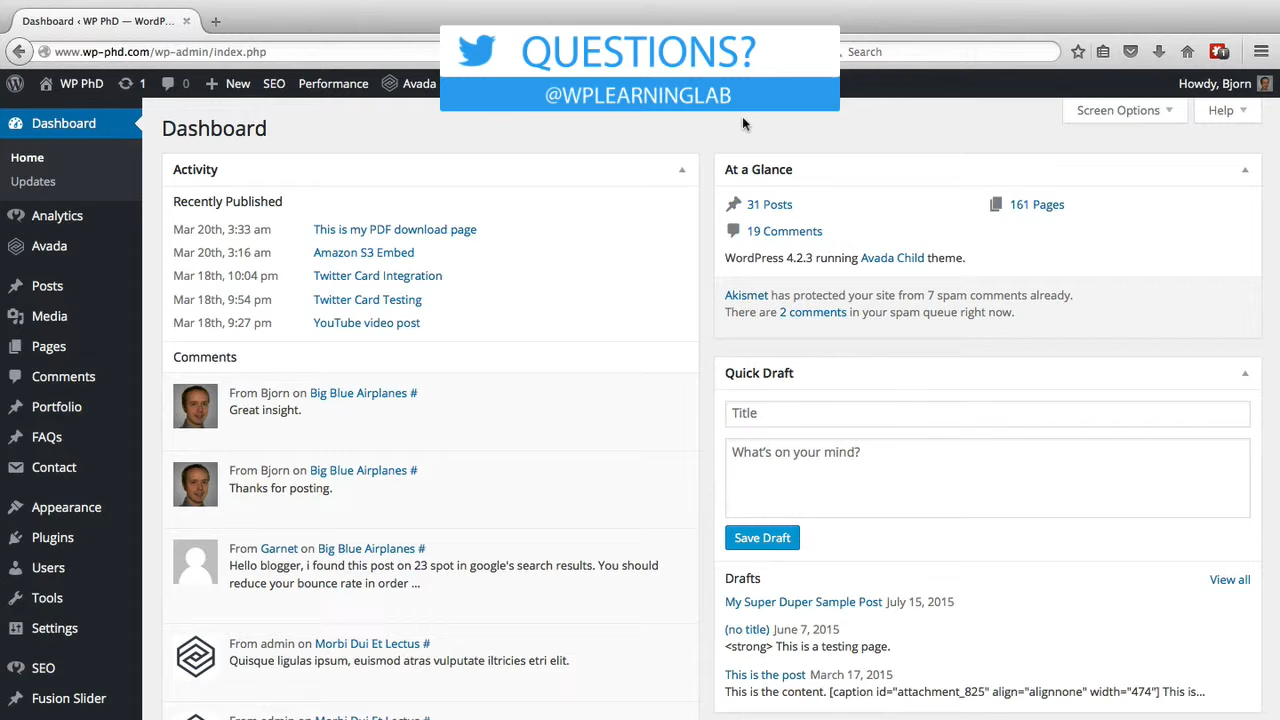 Dashboard ‹ WP PhD — WordP...
www.wp-phd.com/wp-admin/index.php
Search
QUESTIONS?
@WPLEARNINGLAB
WP PhD
1
0
New
SEO
Performance
Avada
Howdy, Bjorn
Dashboard
Home
Updates
Analytics
Avada
Posts
Media
Pages
Comments
Portfolio
FAQs
Contact
Appearance
Plugins
Users
Tools
Settings
SEO
Fusion Slider
Dashboard
Screen Options
Help
Activity
Recently Published
Mar 20th, 3:33 am This is my PDF download page
Mar 20th, 3:16 am Amazon S3 Embed
Mar 18th, 10:04 pm Twitter Card Integration
Mar 18th, 9:54 pm Twitter Card Testing
Mar 18th, 9:27 pm YouTube video post
Comments
From Bjorn on Big Blue Airplanes #
Great insight.
From Bjorn on Big Blue Airplanes #
Thanks for posting.
From Garnet on Big Blue Airplanes #
Hello blogger, i found this post on 23 spot in google's search results. You should
reduce your bounce rate in order ...
From admin on Morbi Dui Et Lectus #
Quisque ligulas ipsum, euismod atras vulputate iltricies etri elit.
From admin on Morbi Dui Et Lectus #
At a Glance
31 Posts
161 Pages
19 Comments
WordPress 4.2.3 running Avada Child theme.
Akismet has protected your site from 7 spam comments already.
There are 2 comments in your spam queue right now.
Quick Draft
Title
What's on your mind?
Save Draft
Drafts
View all
My Super Duper Sample Post July 15, 2015
(no title) June 7, 2015
<strong> This is a testing page.
This is the post March 17, 2015
This is the content. [caption id="attachment_825" align="alignnone" width="474"] This is...